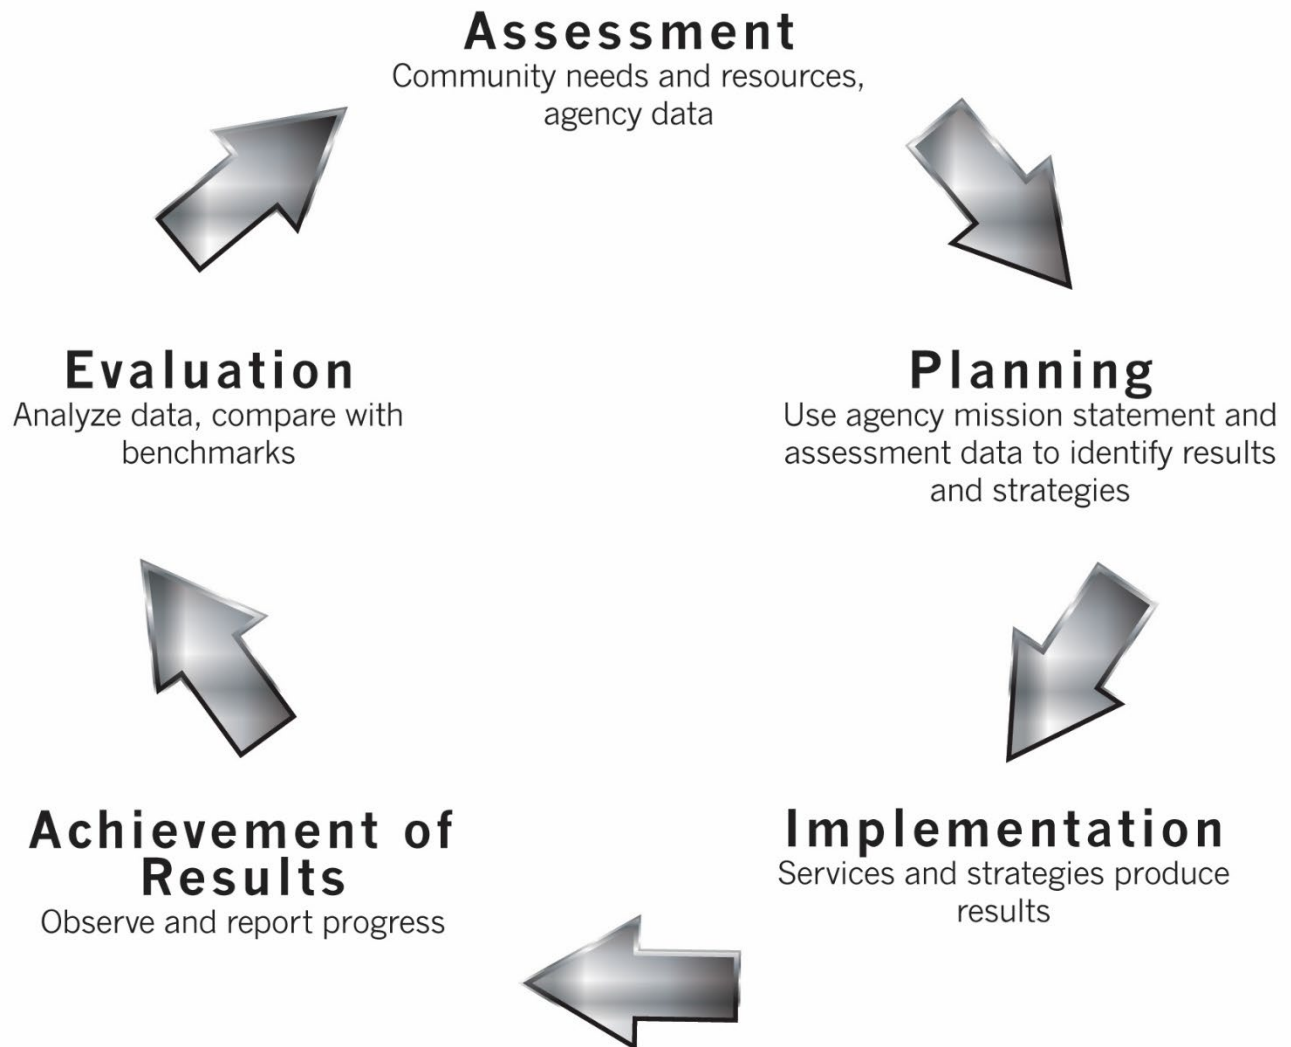 Assessment
Community needs and resources,
agency data
Planning
Use agency mission statement and
assessment data to identify results
and strategies
Implementation
Services and strategies produce
results
Achievement of
Results
Observe and report progress
Evaluation
Analyze data, compare with
benchmarks